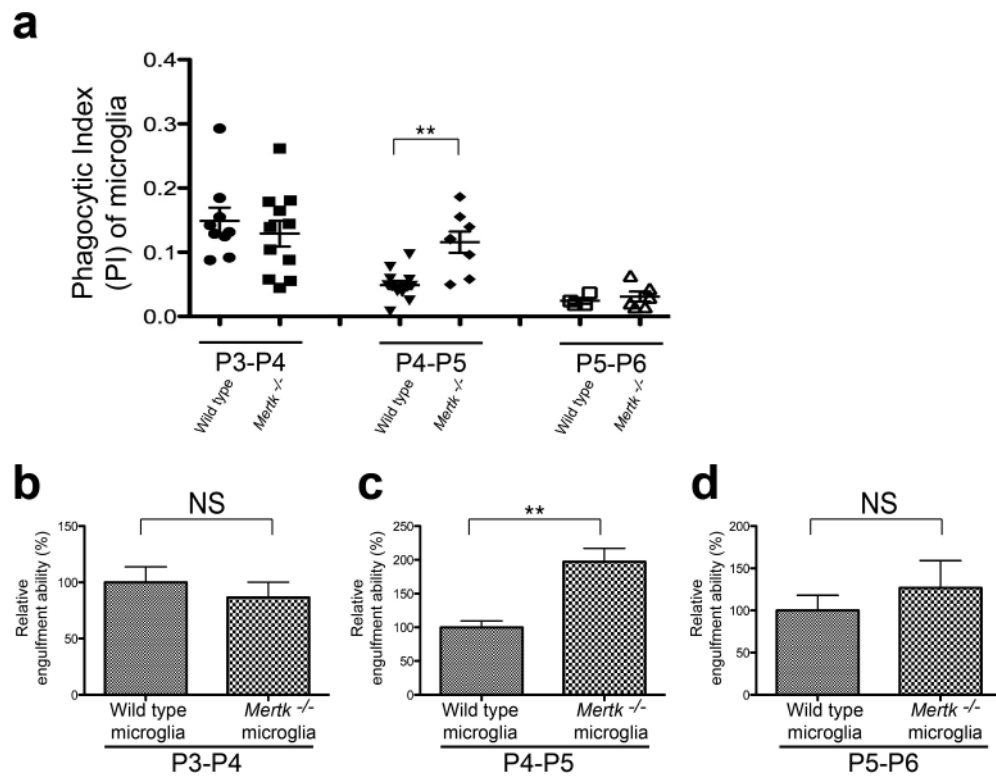 a
Phagocytic Index
(PI) of microglia
0.4
0.3
0.2
0.1
0.0
**
P3-P4
P4-P5
P5-P6
Wild type
Mertk -/-
Wild type
Mertk -/-
Wild type
Mertk -/-
b
NS
Relative
engulfment ability (%)
150
100
50
0
Wild type
microglia
Mertk -/-
microglia
P3-P4
c
**
Relative
engulfment ability (%)
250
200
150
100
50
0
Wild type
microglia
Mertk -/-
microglia
P4-P5
d
NS
Relative
engulfment ability (%)
200
150
100
50
0
Wild type
microglia
Mertk -/-
microglia
P5-P6